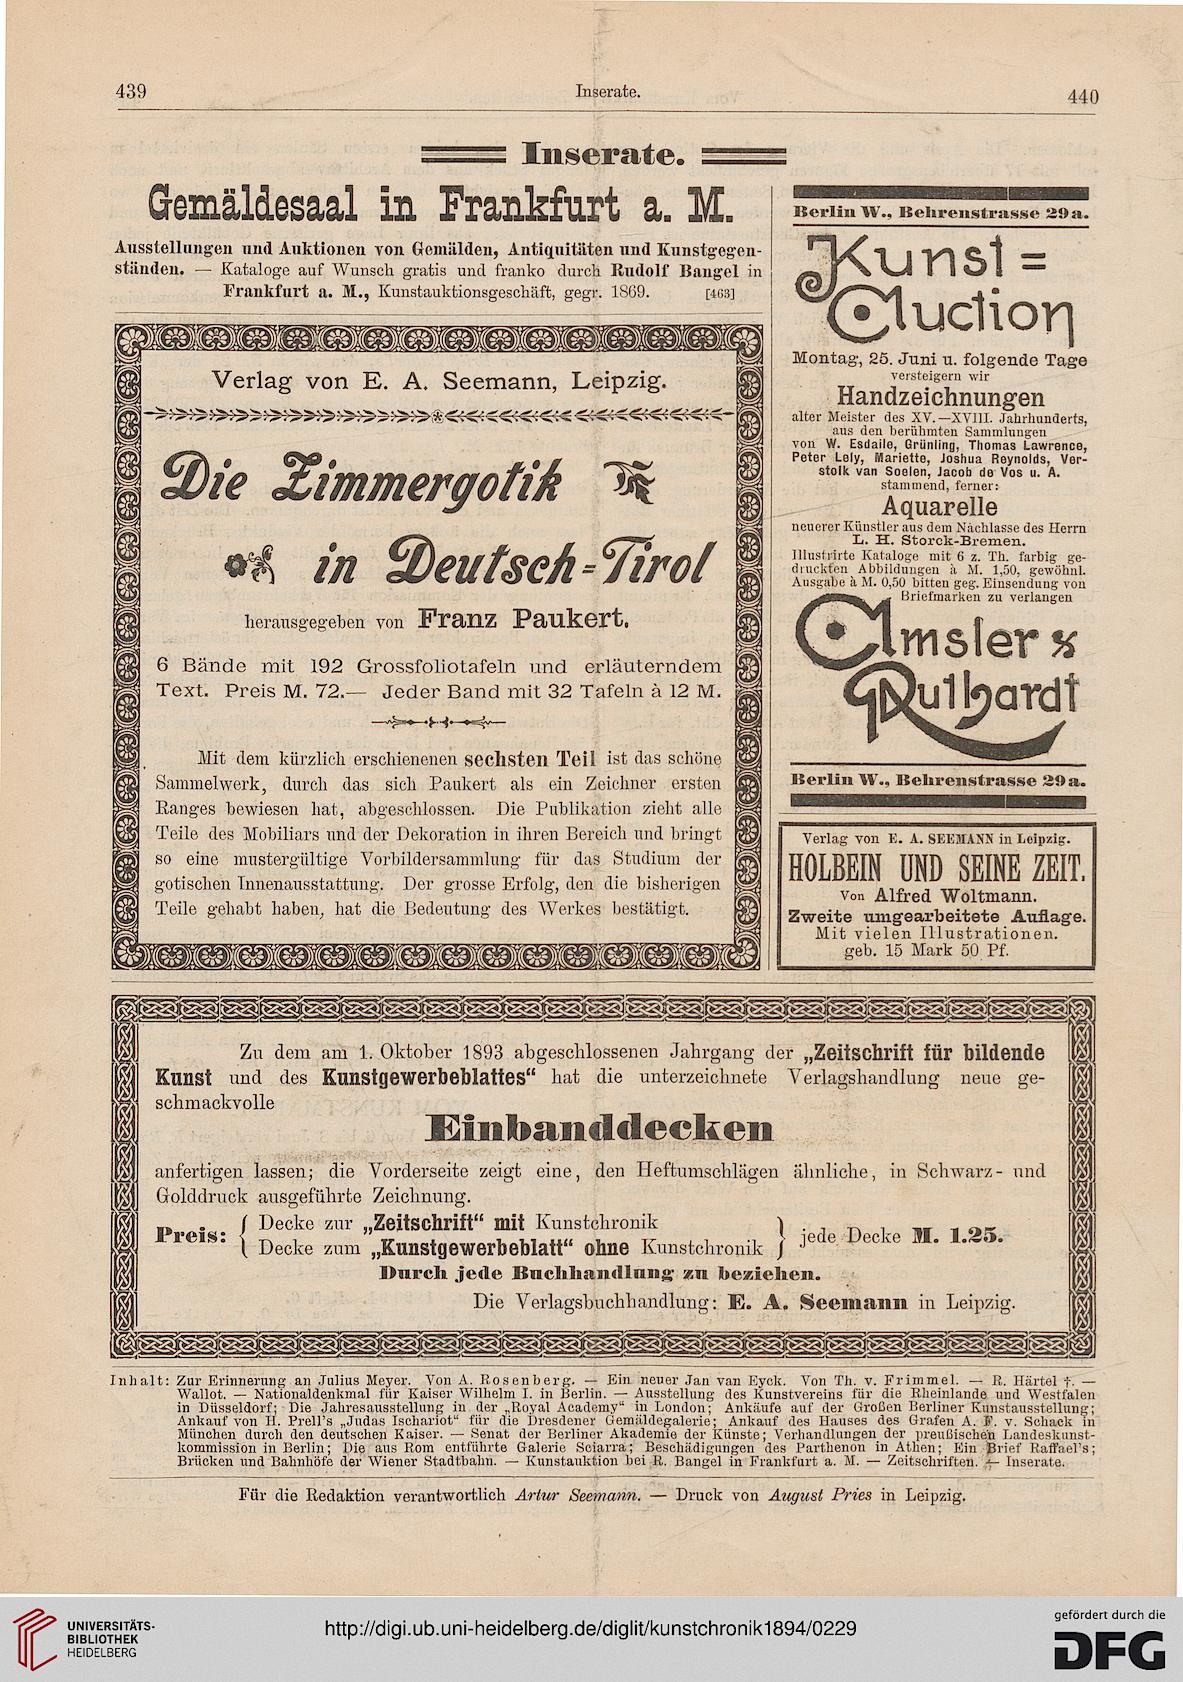 439
Inserate.
440
Inserate.
Gemäldesaal in Frankfurt a. M.
Ausstellungen und Auktionen von Gemälden, Antiquitäten und Kunstgegen-
ständen. — Kataloge auf Wunsch gratis und franko durch Rudolf Bangel in
Frankfurt a. M., Kunstauktionsgeschäft, gegr. 1869. [463]
Verlag von E. A. Seemann, Leipzig.
Die Zimmergotik
in Deutsch-Tirol
herausgegeben von Franz Paukert.
6 Bände mit 192 Grossfoliotafeln und erläuterndem
Text. Preis M. 72.— Jeder Band mit 32 Tafeln à 12 M.
Mit dem kürzlich erschienenen sechsten Teil ist das schöne
Sammelwerk, durch das sich Paukert als ein Zeichner ersten
Ranges bewiesen hat, abgeschlossen. Die Publikation zieht alle
Teile des Mobiliars und der Dekoration in ihren Bereich und bringt
so eine mustergültige Vorbildersammlung für das Studium der
gotischen Innenausstattung. Der grosse Erfolg, den die bisherigen
Teile gehabt haben, hat die Bedeutung des Werkes bestätigt.
Berlin W., Behrenstrasse 29a.
Kunst=
Auction
Montag, 25. Juni u. folgende Tage
versteigern wir
Handzeichnungen
alter Meister des XV.—XVIII. Jahrhunderts,
aus den berühmten Sammlungen
von W. Esdaile, Grünling, Thomas Lawrence,
Peter Lely, Mariette, Joshua Reynolds, Ver-
stolk van Soelen, Jacob de Vos u. A.
stammend, ferner:
Aquarelle
neuerer Künstler aus dem Nachlasse des Herrn
L. H. Storck-Bremen.
Illustrirte Kataloge mit 6 z. Th. farbig ge-
druckten Abbildungen à M. 1,50, gewöhnl.
Ausgabe à M. 0,50 bitten geg. Einsendung von
Briefmarken zu verlangen
Amsler &
Ruthardt
Berlin W., Behrenstrasse 29a.
Verlag von E. A. SEEMANN in Leipzig.
HOLBEIN UND SEINE ZEIT.
Von Alfred Woltmann.
Zweite umgearbeitete Auflage.
Mit vielen Illustrationen.
geb. 15 Mark 50 Pf.
Zu dem am 1. Oktober 1893 abgeschlossenen Jahrgang der „Zeitschrift für bildende
Kunst und des Kunstgewerbeblattes“ hat die unterzeichnete Verlagshandlung neue ge-
schmackvolle
Einbanddecken
anfertigen lassen; die Vorderseite zeigt eine, den Heftumschlägen ähnliche, in Schwarz- und
Golddruck ausgeführte Zeichnung.
Preis: { Decke zur „Zeitschrift“ mit Kunstchronik
Decke zum „Kunstgewerbeblatt“ ohne Kunstchronik } jede Decke M. 1.25.
Durch jede Buchhandlung zu beziehen.
Die Verlagsbuchhandlung: E. A. Seemann in Leipzig.
Inhalt: Zur Erinnerung an Julius Meyer. Von A. Rosenberg. — Ein neuer Jan van Eyck. Von Th. v. Frimmel. — R. Härtel †. —
Wallot. — Nationaldenkmal für Kaiser Wilhelm I. in Berlin. — Ausstellung des Kunstvereins für die Rheinlande und Westfalen
in Düsseldorf; Die Jahresausstellung in der „Royal Academy“ in London; Ankäufe auf der Großen Berliner Kunstausstellung;
Ankauf von H. Prell's „Judas Ischariot“ für die Dresdener Gemäldegalerie; Ankauf des Hauses des Grafen A. F. v. Schack in
München durch den deutschen Kaiser. — Senat der Berliner Akademie der Künste; Verhandlungen der preußischen Landeskunst-
kommission in Berlin; Die aus Rom entführte Galerie Sciarra; Beschädigungen des Parthenon in Athen; Ein Brief Raffael's;
Brücken und Bahnhöfe der Wiener Stadtbahn. — Kunstauktion bei R. Bangel in Frankfurt a. M. — Zeitschriften. — Inserate.
Für die Redaktion verantwortlich Artur Seemann. — Druck von August Pries in Leipzig.
UNIVERSITÄTS-
BIBLIOTHEK
HEIDELBERG
http://digi.ub.uni-heidelberg.de/diglit/kunstchronik1894/0229
gefördert durch die
DFG